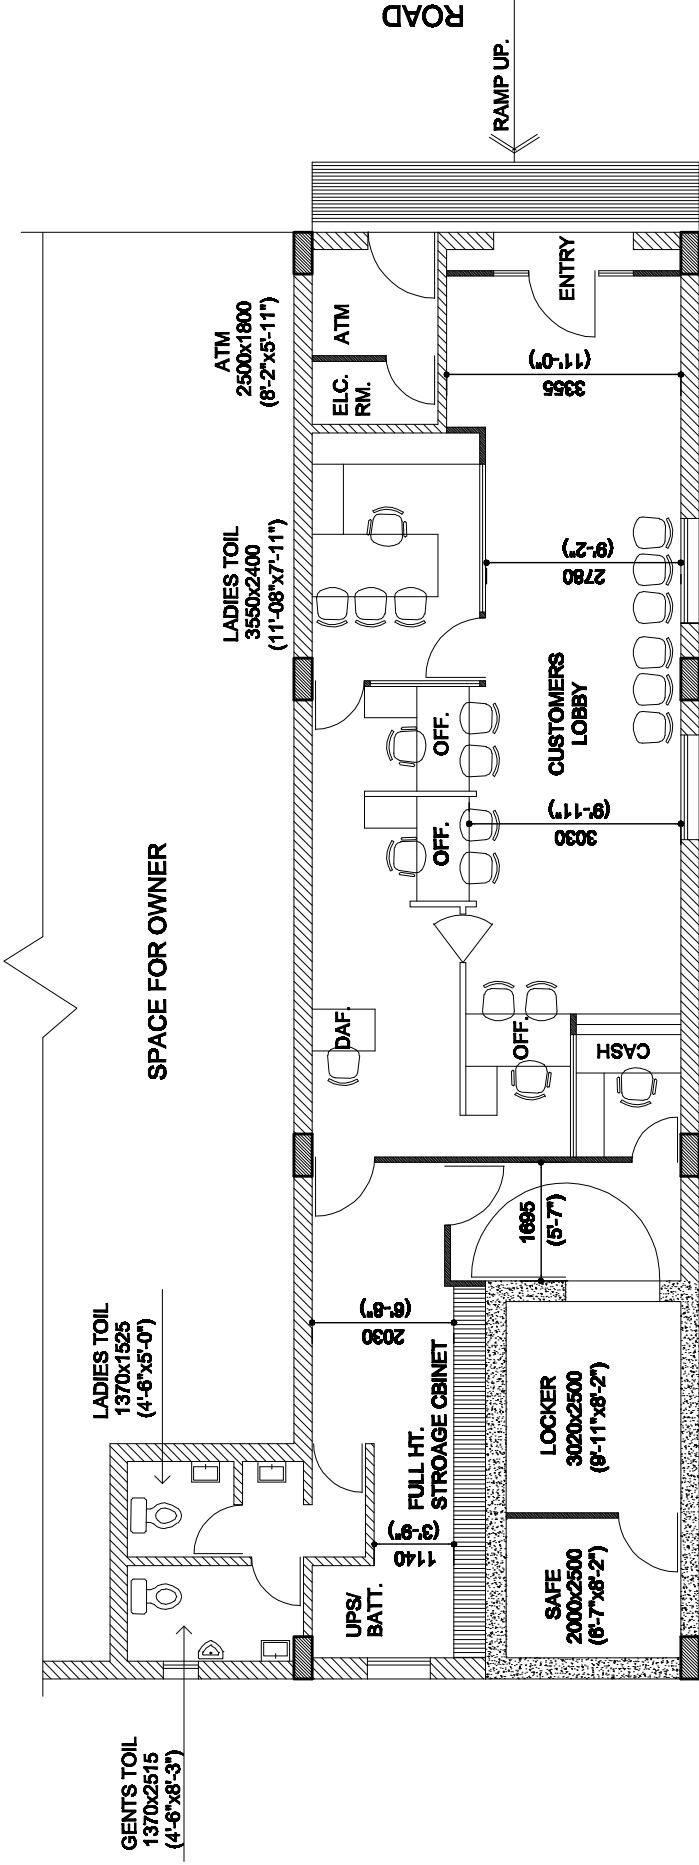 ROAD
RAMP UP.
ENTRY
ATM
2500x1800
(8'-2"x5'-11")
ATM
ELC.
RM.
3355
(11'-0")
LADIES TOIL
3550x2400
(11'-08"x7'-11")
2780
(9'-2")
CUSTOMERS
LOBBY
OFF.
OFF.
3030
(9'-11")
SPACE FOR OWNER
DAF.
OFF.
CASH
1695
(5'-7")
2030
(6'-8")
LADIES TOIL
1370x1525
(4'-6"x5'-0")
FULL HT.
STROAGE CBINET
LOCKER
3020x2500
(9'-11"x8'-2")
1140
(3'-9")
UPS/
BATT.
SAFE
2000x2500
(6'-7"x8'-2")
GENTS TOIL
1370x2515
(4'-6"x8'-3")